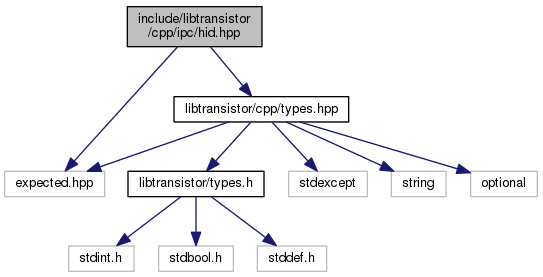 include/libtransistor
/cpp/ipc/hid.hpp
libtransistor/cpp/types.hpp
expected.hpp
libtransistor/types.h
stdexcept
string
optional
stdint.h
stdbool.h
stddef.h